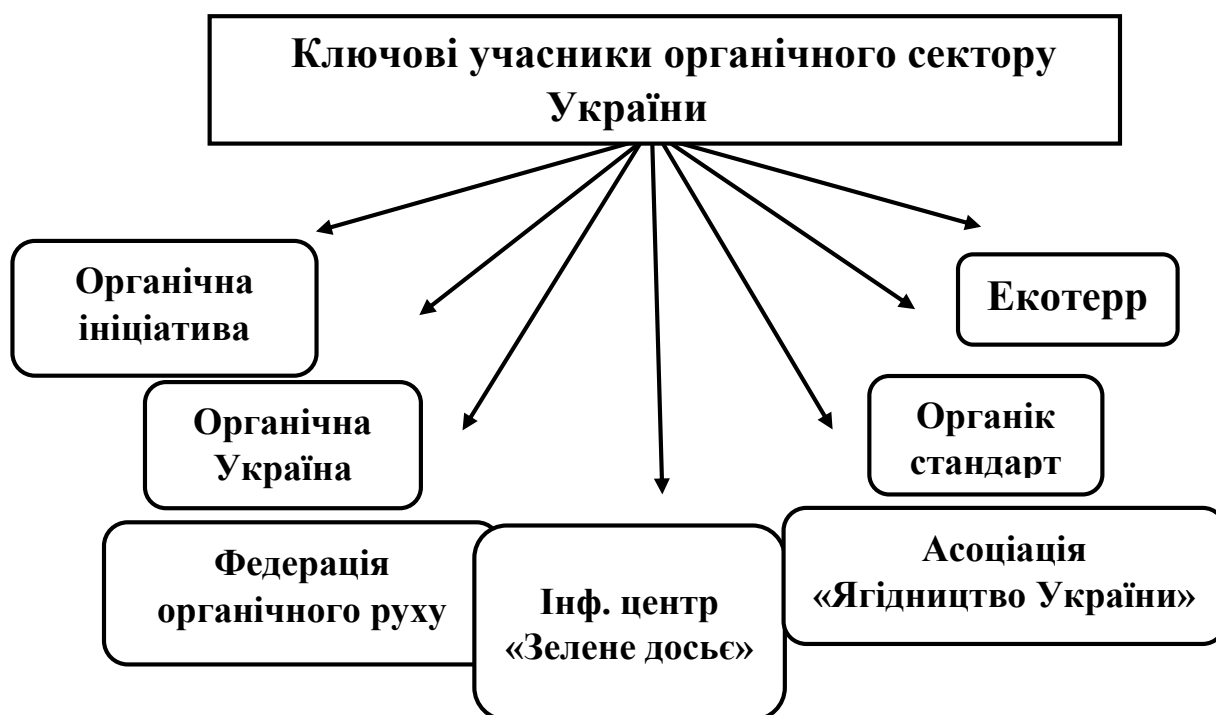 Ключові учасники органічного сектору
України
Органічна
ініціатива
Екотерр
Органічна
Україна
Органік
стандарт
Федерація
органічного руху
Інф. центр
«Зелене досьє»
Асоціація
«Ягідництво України»